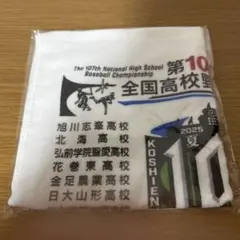 The 107th National High School
Baseball Championship
第10
全国高校野
旭川志峯高校
北海高校
弘前学院聖愛高校
花巻東高校
金足農業高校
日大山形高校
2025
夏
KOSHIEN
10